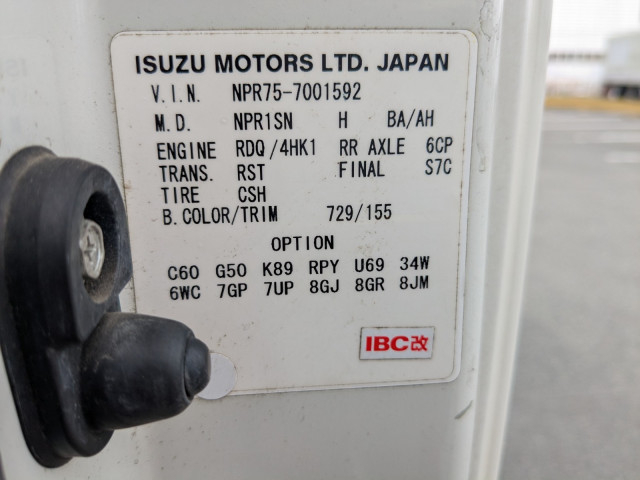 ISUZU MOTORS LTD. JAPAN
V.I.N. NPR75-7001592
M.D. NPR1SN H BA/AH
ENGINE RDQ/4HK1 RR AXLE 6CP
TRANS. RST FINAL S7C
TIRE CSH
B.COLOR/TRIM 729/155
OPTION
C60 G50 K89 RPY U69 34W
6WC 7GP 7UP 8GJ 8GR 8JM
IBC改